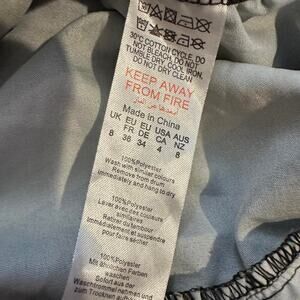 30°C COTTON CYCLE. DO
NOT BLEACH. DO NOT
TUMBLE DRY. COOL IRON.
DO NOT DRY CLEAN
KEEP AWAY
FROM FIRE
Made in China
UK EU EU USA AUS
FR DE CA NZ
8 36 34 4 8
100%Polyester
Wash with similar colours
Remove from drum
immediately and hang to dry
100%Polyester
Laver avec des couleurs
similaires
Retirer du tambour
immédiatement et suspendre
pour faire sécher
100%Polyester
Mit ähnlichen Farben
waschen
Sofort aus der
Waschtrommel nehmen und
zum Trocknen